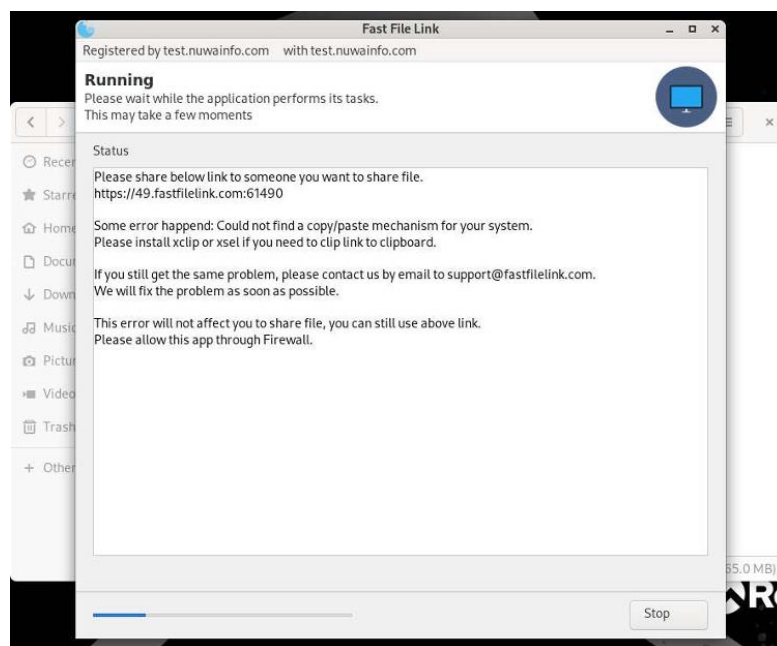 Fast File Link
Registered by test.nuwainfo.com with test.nuwainfo.com
Running
Please wait while the application performs its tasks.
This may take a few moments
Status
Please share below link to someone you want to share file.
https://49.fastfilelink.com:61490
Some error happend: Could not find a copy/paste mechanism for your system.
Please install xclip or xsel if you need to clip link to clipboard.
If you still get the same problem, please contact us by email to support@fastfilelink.com.
We will fix the problem as soon as possible.
This error will not affect you to share file, you can still use above link.
Please allow this app through Firewall.
Recen
Starre
Home
Docum
Down
Music
Pictur
Video
Trash
+ Other
55.0 MB)
Stop